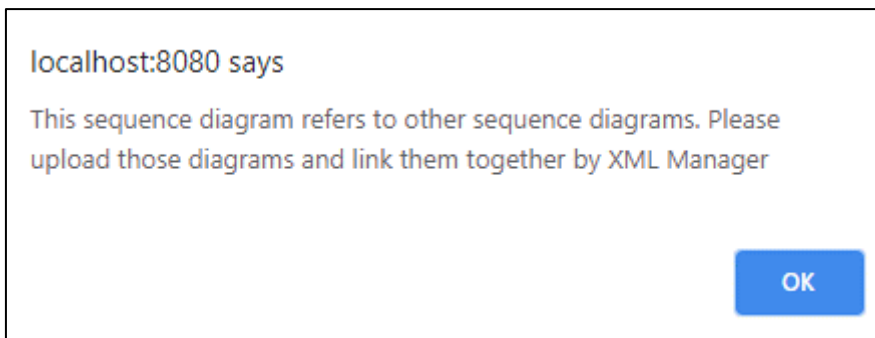 localhost:8080 says
This sequence diagram refers to other sequence diagrams. Please
upload those diagrams and link them together by XML Manager
OK